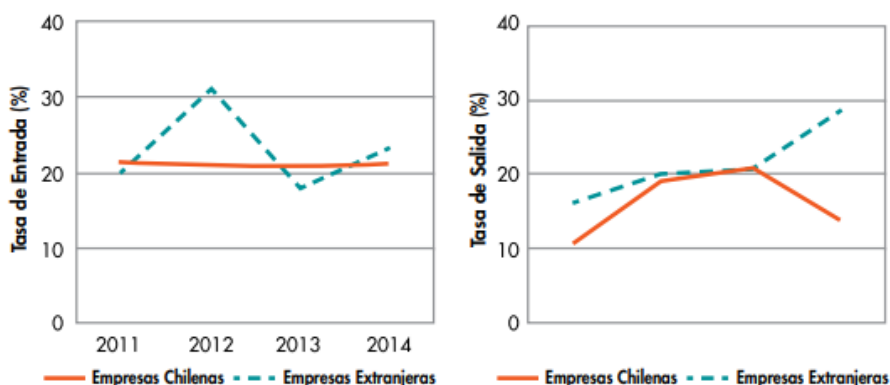 Tasa de Entrada (%)
40
30
20
10
0
2011 2012 2013 2014
Empresas Chilenas Empresas Extranjeras
Tasa de Salida (%)
40
30
20
10
0
Empresas Chilenas Empresas Extranjeras